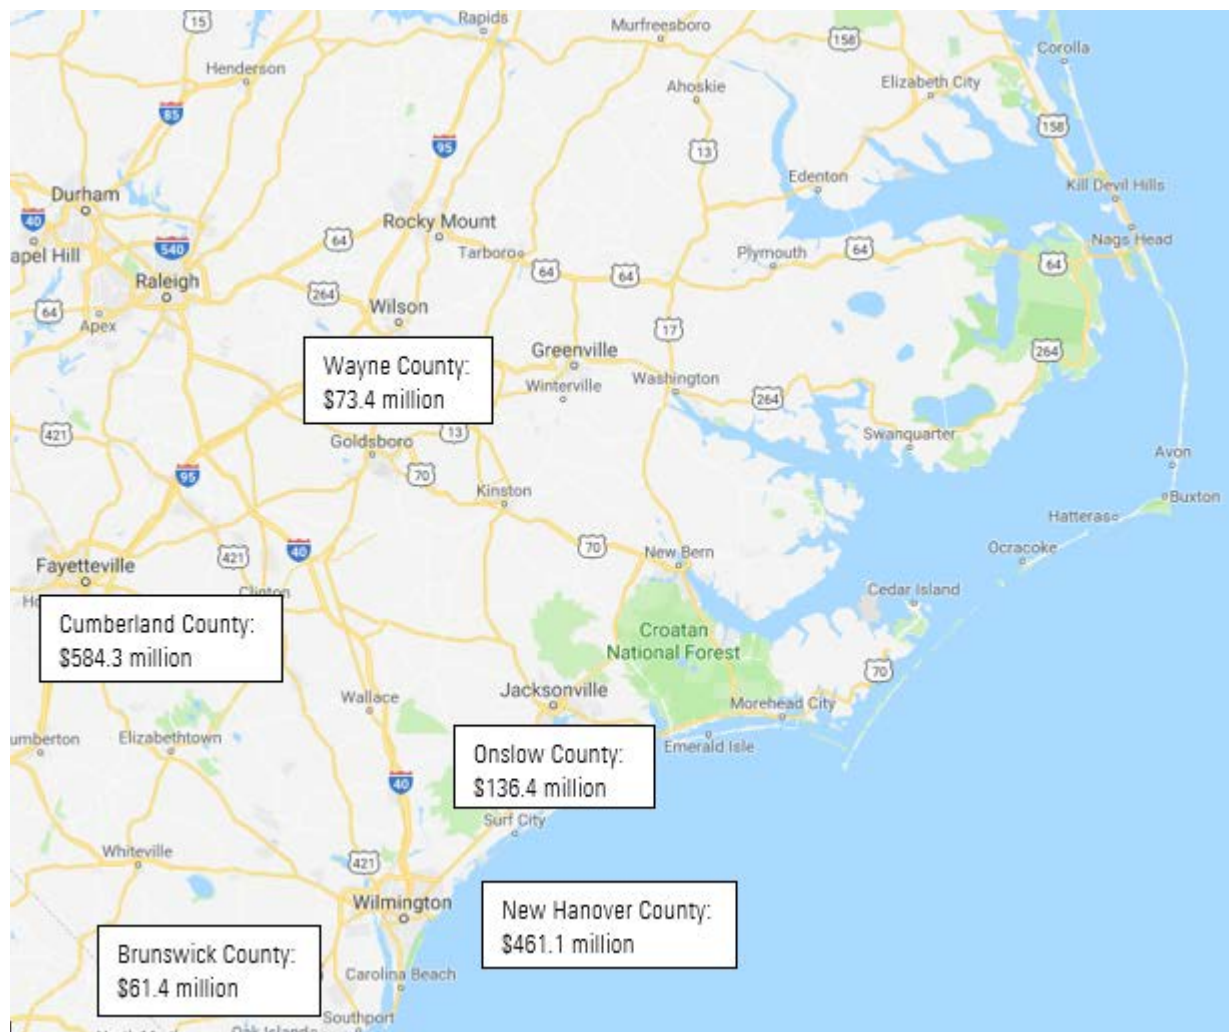 15
Rapids
Murfreesboro
158
Corolla
Henderson
Ahoskie
Elizabeth City
85
95
13
158
Durham
Edenton
Kill Devil Hills
40
Rocky Mount
apel Hill
540
64
Tarboro
Plymouth
64
Nags Head
Raleigh
64
64
64
264
Wilson
64
Apex
17
Wayne County:
$73.4 million
Greenville
264
Winterville
Washington
264
421
13
Goldsboro
Swanquarter
95
70
Avon
Kinston
Buxton
Hatteras
40
421
70
New Bern
Ocracoke
Fayetteville
Clinton
Cedar Island
Cumberland County:
$584.3 million
Croatan
National Forest
70
Jacksonville
Wallace
Morehead City
umberton
Elizabethtown
Emerald Isle
Onslow County:
$136.4 million
40
Surf City
Whiteville
421
Wilmington
New Hanover County:
$461.1 million
Brunswick County:
$61.4 million
Carolina Beach
Southport